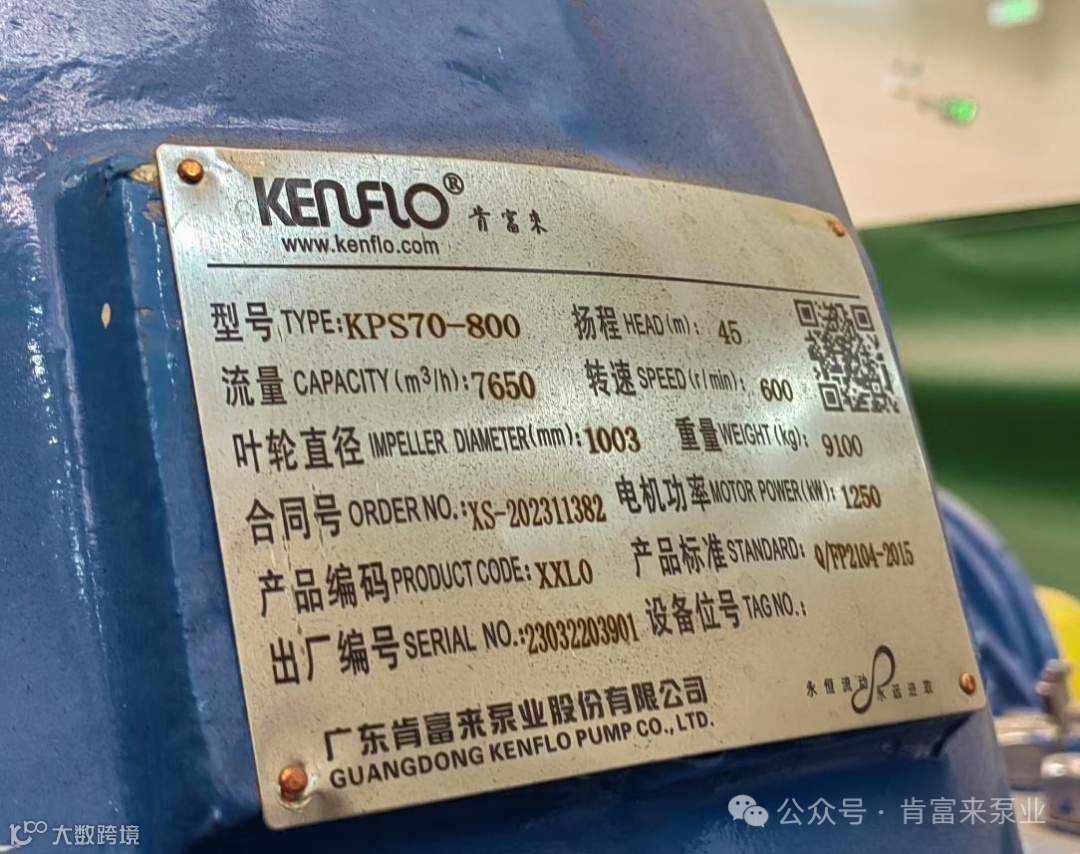 KENFLO® 肯富来
www.kenflo.com
型号 TYPE: KPS70-800 扬程 HEAD(m): 45
流量 CAPACITY(m³/h): 7650 转速 SPEED(r/min): 600
叶轮直径 IMPELLER DIAMETER(mm): 1003 重量 WEIGHT(kg): 9100
合同号 ORDER NO.: XS-202311382 电机功率 MOTOR POWER(kW): 1250
产品编码 PRODUCT CODE: XXL0 产品标准 STANDARD: Q/FP2104-2015
出厂编号 SERIAL NO.: 23032203901 设备位号 TAG NO.:
永恒流动 永远进取
广东肯富来泵业股份有限公司
GUANGDONG KENFLO PUMP CO., LTD.
公众号 · 肯富来泵业
大数跨境